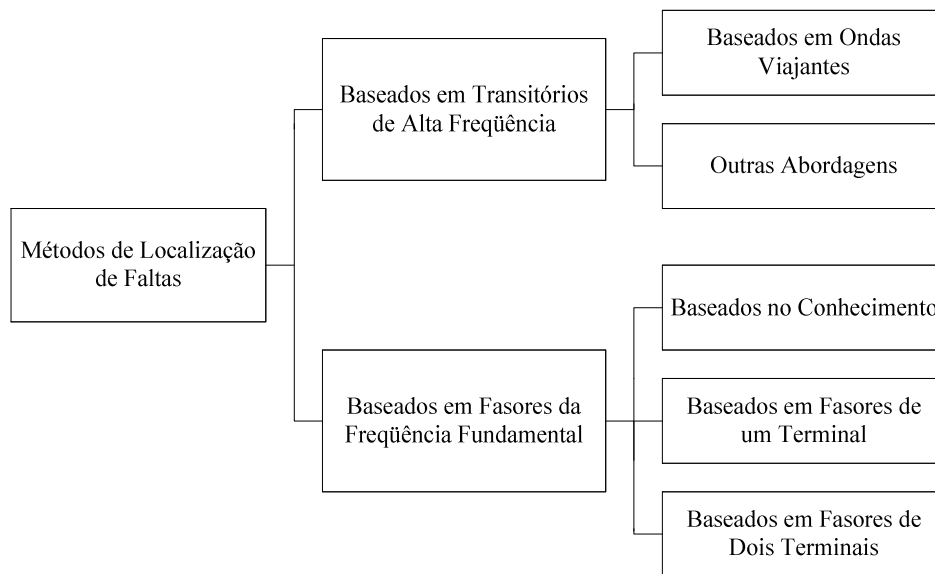 Métodos de Localização
de Faltas
Baseados em Transitórios
de Alta Freqüência
Baseados em Ondas
Viajantes
Outras Abordagens
Baseados em Fasores da
Freqüência Fundamental
Baseados no Conhecimento
Baseados em Fasores de
um Terminal
Baseados em Fasores de
Dois Terminais